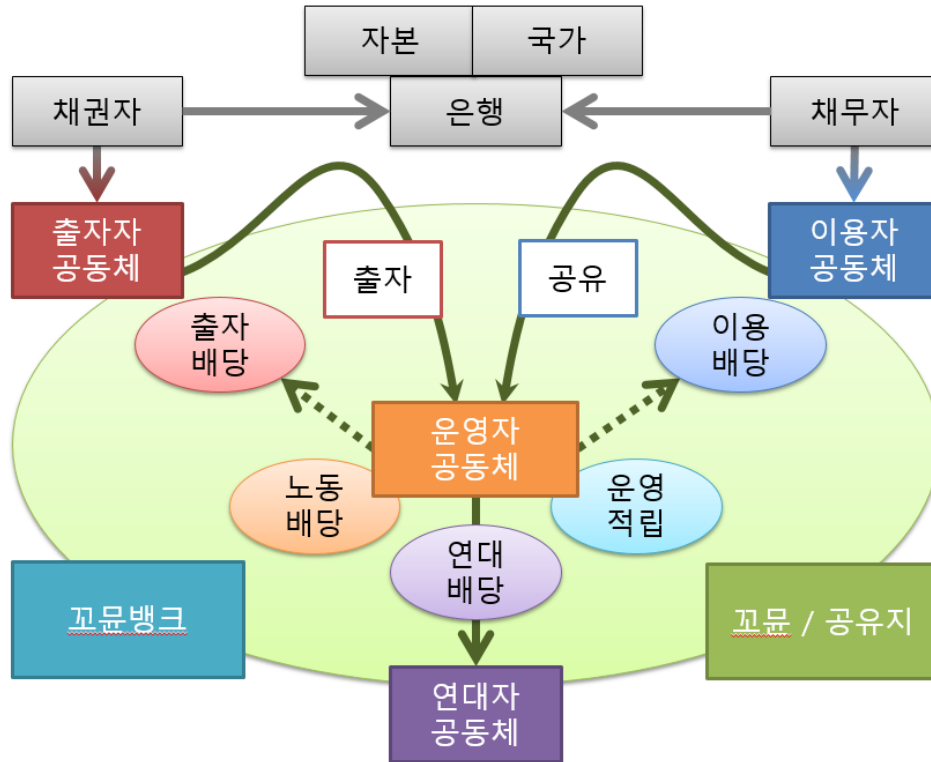 자본
국가
채권자
은행
채무자
출자자
공동체
이용자
공동체
출자
공유
출자
배당
이용
배당
운영자
공동체
노동
배당
운영
적립
연대
배당
꼬뮨뱅크
꼬뮨 / 공유지
연대자
공동체